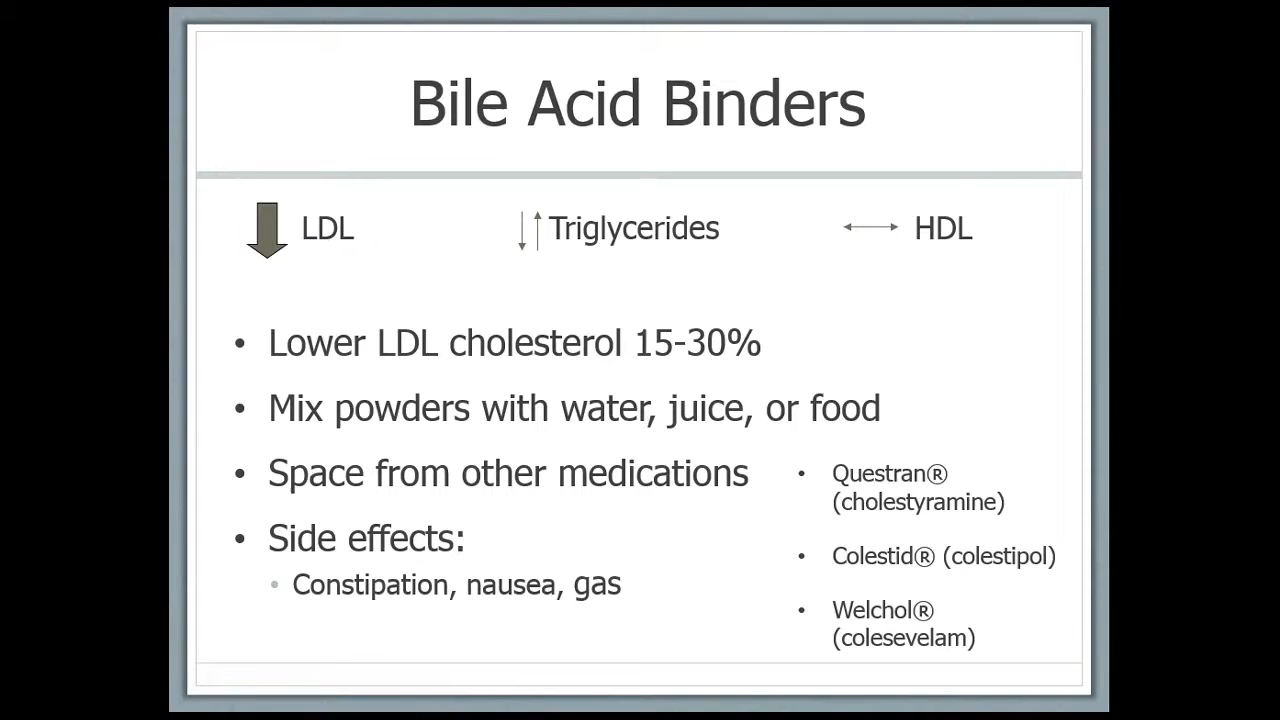 Bile Acid Binders
LDL
Triglycerides
HDL
• Lower LDL cholesterol 15-30%
• Mix powders with water, juice, or food
• Space from other medications
• Side effects:
• Constipation, nausea, gas
• Questran®
(cholestyramine)
• Colestid® (colestipol)
• Welchol®
(colesevelam)